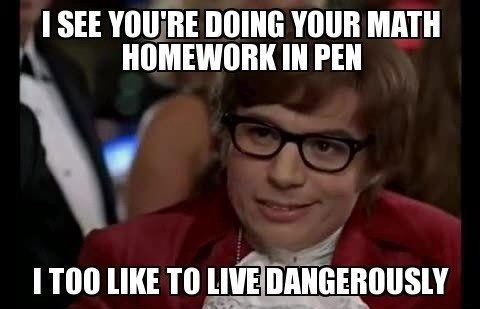 I SEE YOU'RE DOING YOUR MATH
HOMEWORK IN PEN
I TOO LIKE TO LIVE DANGEROUSLY